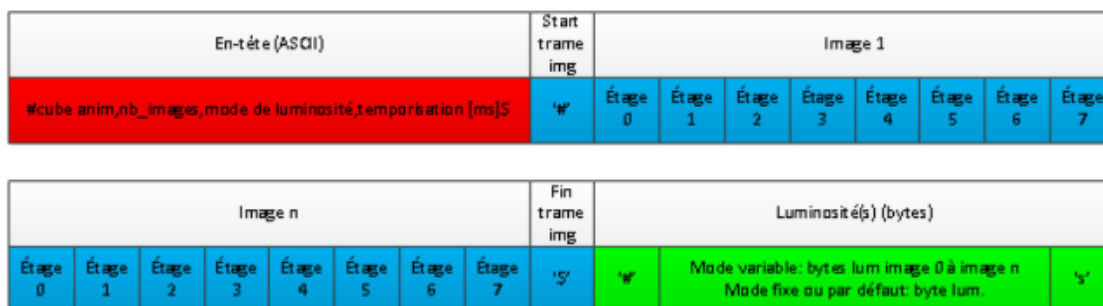 En-tête (ASCII)
Start
trame
img
Image 1
#cube anim,nb_images,mode de luminosité,temporisation [ms]$
'#'
Étage
0
Étage
1
Étage
2
Étage
3
Étage
4
Étage
5
Étage
6
Étage
7
Image n
Fin
trame
img
Luminosité(s) (bytes)
Étage
0
Étage
1
Étage
2
Étage
3
Étage
4
Étage
5
Étage
6
Étage
7
'$'
'#'
Mode variable: bytes lum image 0 à image n
Mode fixe ou par défaut: byte lum.
's'